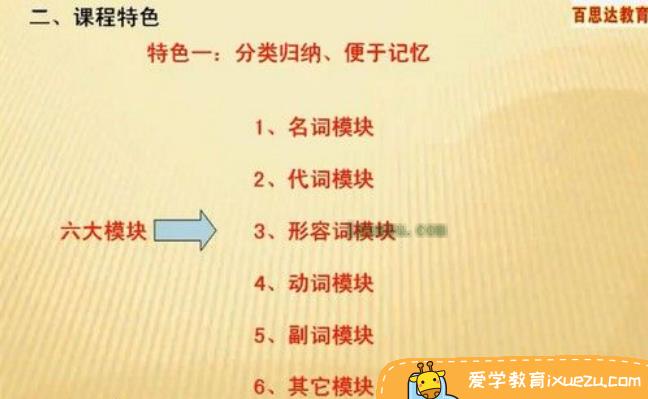 二、课程特色
百思达教育
特色一：分类归纳、便于记忆
1、名词模块
2、代词模块
六大模块
3、形容词模块
4、动词模块
5、副词模块
6、其它模块
爱学教育ixuezu.com